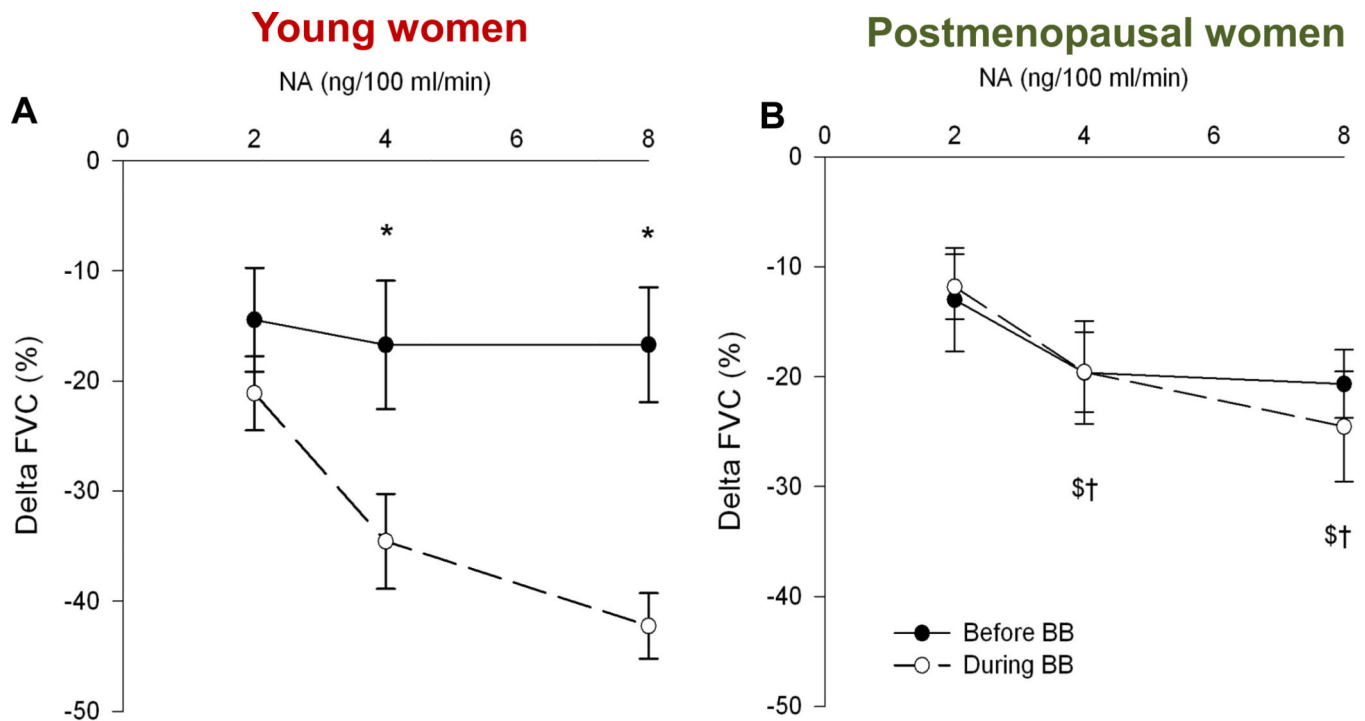 Young women
NA (ng/100 ml/min)
A
0 2 4 6 8
0
-10
-20
-30
-40
-50
Delta FVC (%)
* *
Postmenopausal women
NA (ng/100 ml/min)
B
0 2 4 6 8
0
-10
-20
-30
-40
-50
Delta FVC (%)
$†
$†
Before BB
During BB